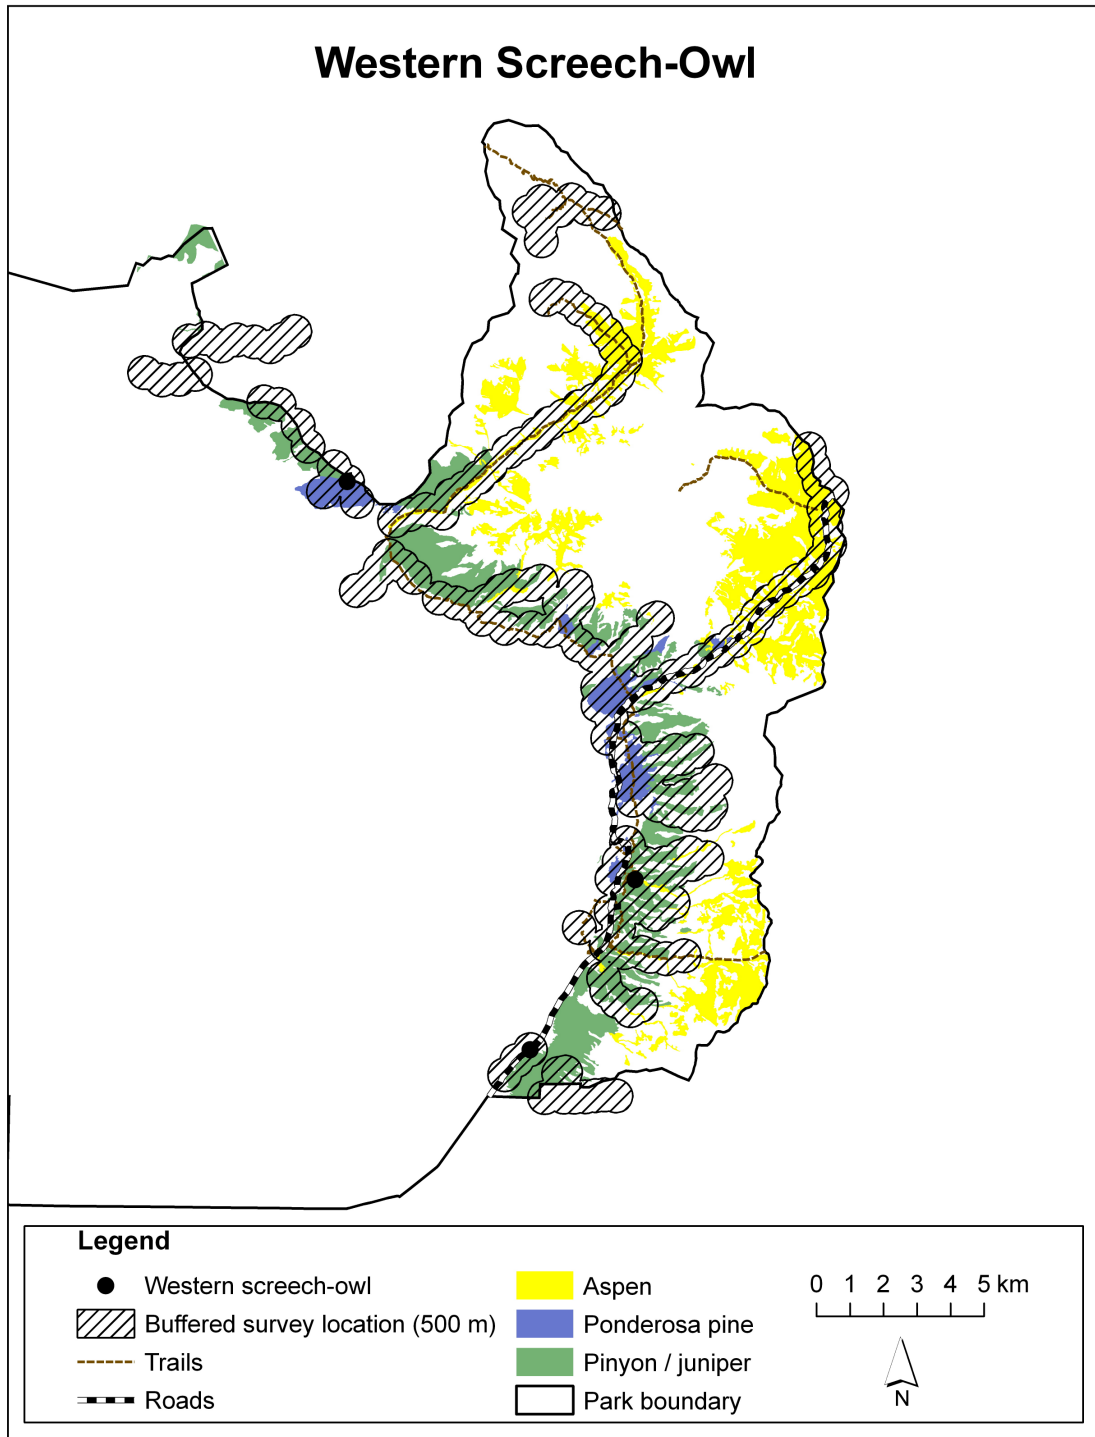 Western Screech-Owl
Legend
Western screech-owl
Buffered survey location (500 m)
Trails
Roads
Aspen
Ponderosa pine
Pinyon / juniper
Park boundary
0 1 2 3 4 5 km
N